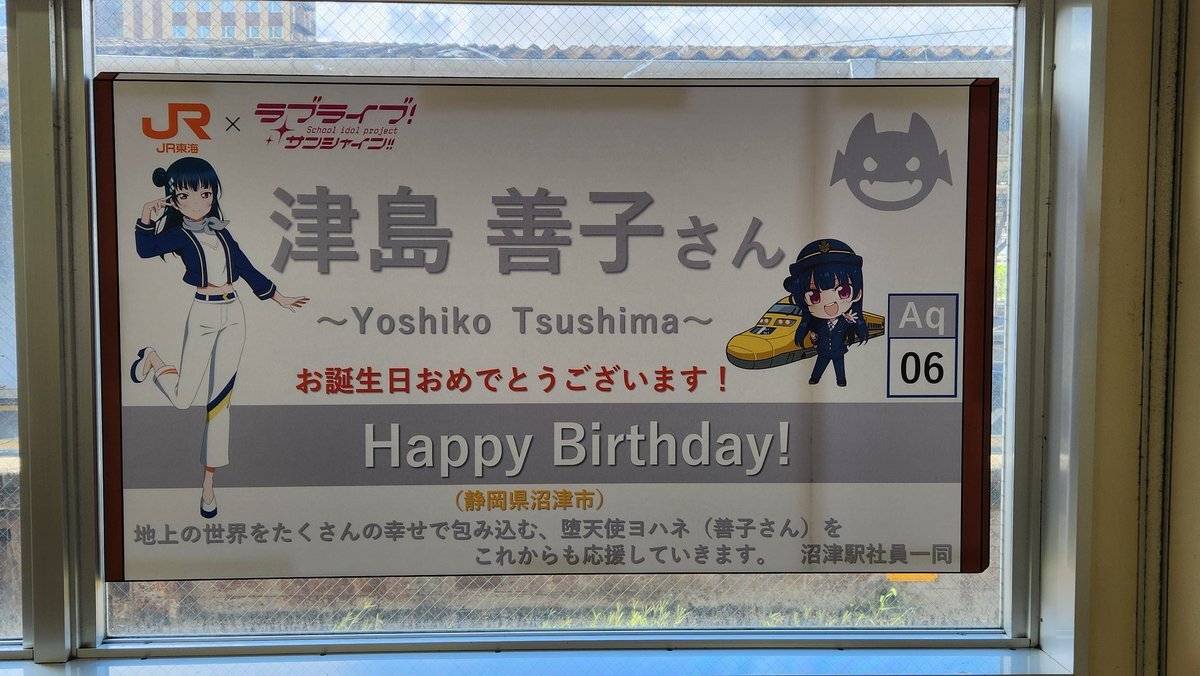 JR
JR東海
×
ラブライブ!
School idol project
サンシャイン!!
津島 善子さん
～Yoshiko Tsushima～
Aq
06
お誕生日おめでとうございます！
Happy Birthday!
（静岡県沼津市）
地上の世界をたくさんの幸せで包み込む、堕天使ヨハネ（善子さん）を
これからも応援していきます。　沼津駅社員一同